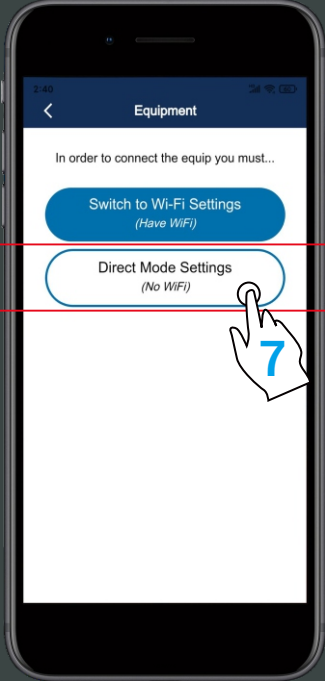 2:40
Equipment
In order to connect the equip you must...
Switch to Wi-Fi Settings
(Have WiFi)
Direct Mode Settings
(No WiFi)
7